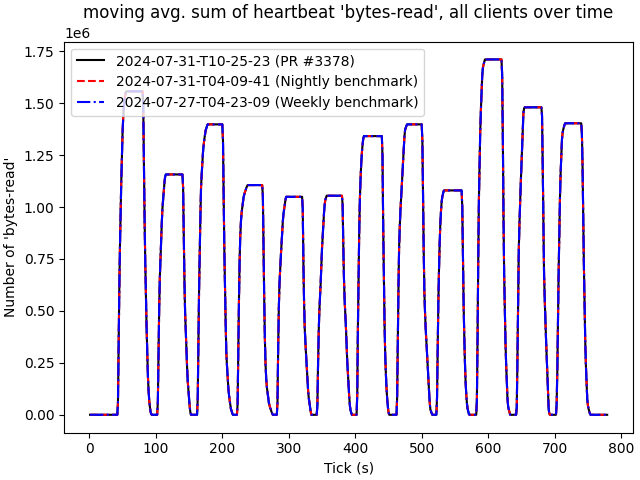 moving avg. sum of heartbeat 'bytes-read', all clients over time
1e6
2024-07-31-T10-25-23 (PR #3378)
2024-07-31-T04-09-41 (Nightly benchmark)
2024-07-27-T04-23-09 (Weekly benchmark)
1.75
1.50
1.25
1.00
0.75
0.50
0.25
0.00
Number of 'bytes-read'
0 100 200 300 400 500 600 700 800
Tick (s)